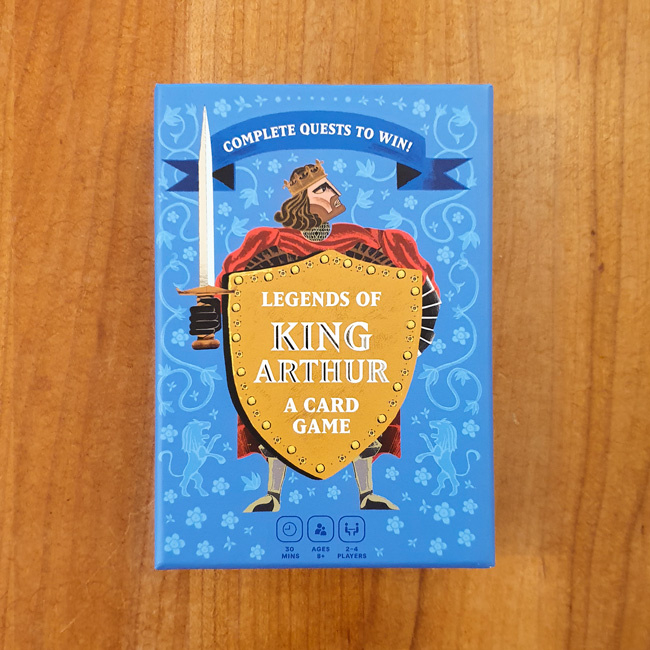 COMPLETE QUESTS TO WIN!
LEGENDS OF
KING
ARTHUR
A CARD
GAME
30
MINS
AGES
8+
2-4
PLAYERS